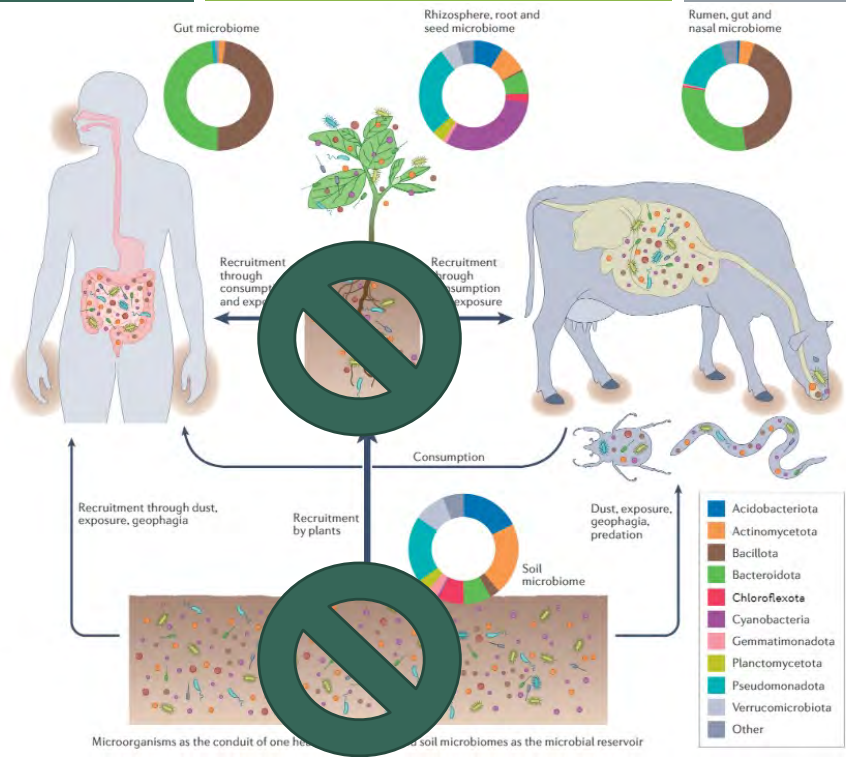 Gut microbiome
Rhizosphere, root and
seed microbiome
Rumen, gut and
nasal microbiome
Recruitment
through
and
Recruitment
through
exposure
Consumption
Recruitment through dust,
exposure, geophagia
Recruitment
by plants
Soil
microbiome
Dust, exposure,
geophagia,
predation
Acidobacteriota
Actinomycetota
Bacillota
Bacteroidota
Chloroflexota
Cyanobacteria
Gemmatimonadota
Planctomycetota
Pseudomonadota
Verrucomicrobiota
Other
Microorganisms as the conduit of one soil microbiomes as the microbial reservoir